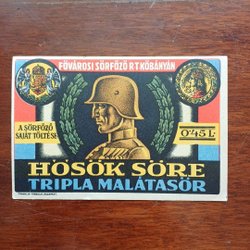 FŐVÁROSI SÖRFŐZŐ R.T. KŐBÁNYÁN
A SÖRFŐZŐ
SAJÁT TÖLTÉSE
0·45 L.
HŐSÖK SÖRE
TRIPLA MALÁTASÖR